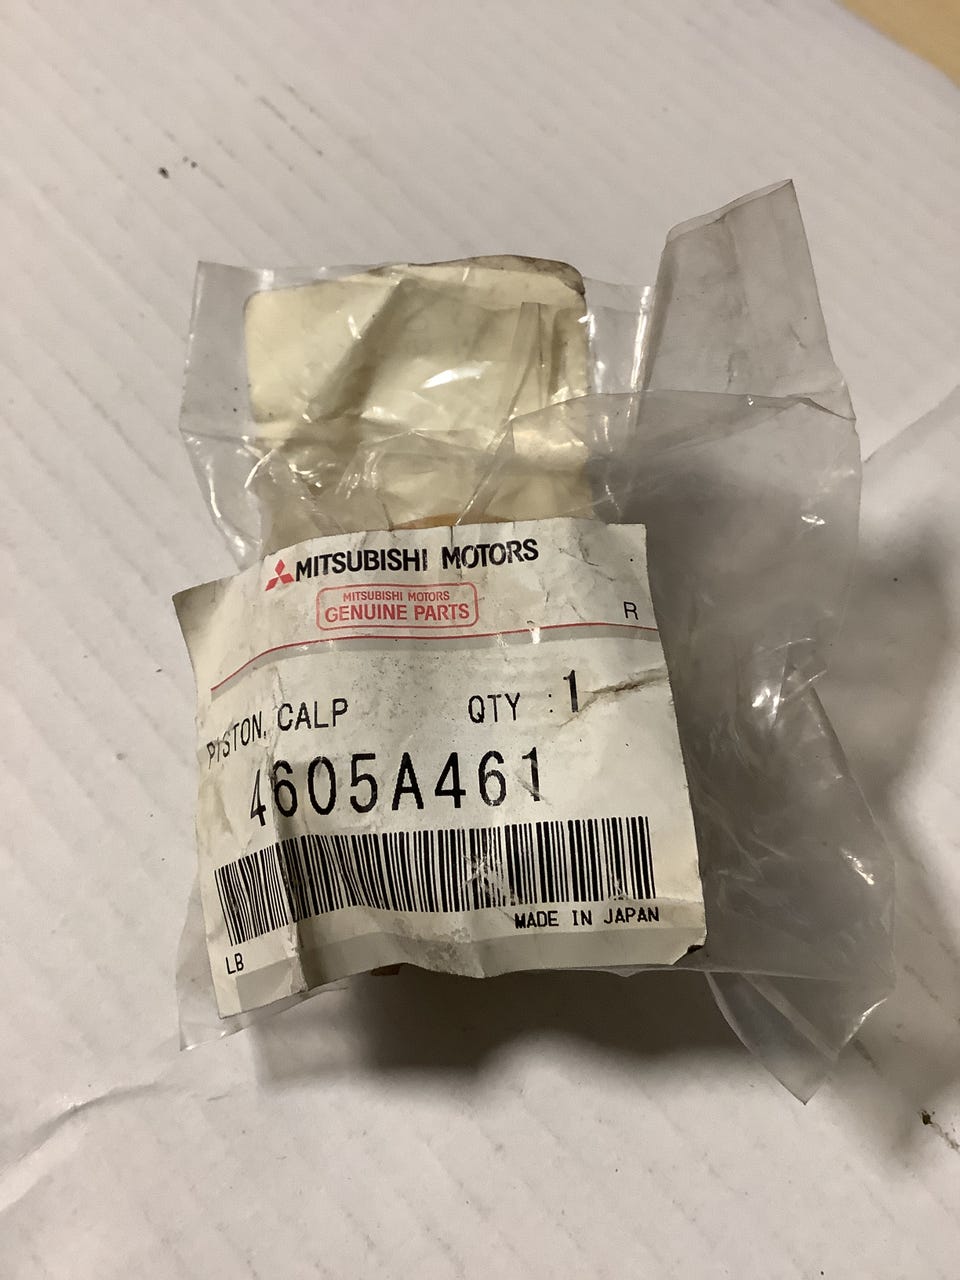 MITSUBISHI MOTORS
MITSUBISHI MOTORS
GENUINE PARTS
R
PISTON, CALP QTY : 1
4605A461
MADE IN JAPAN
LB